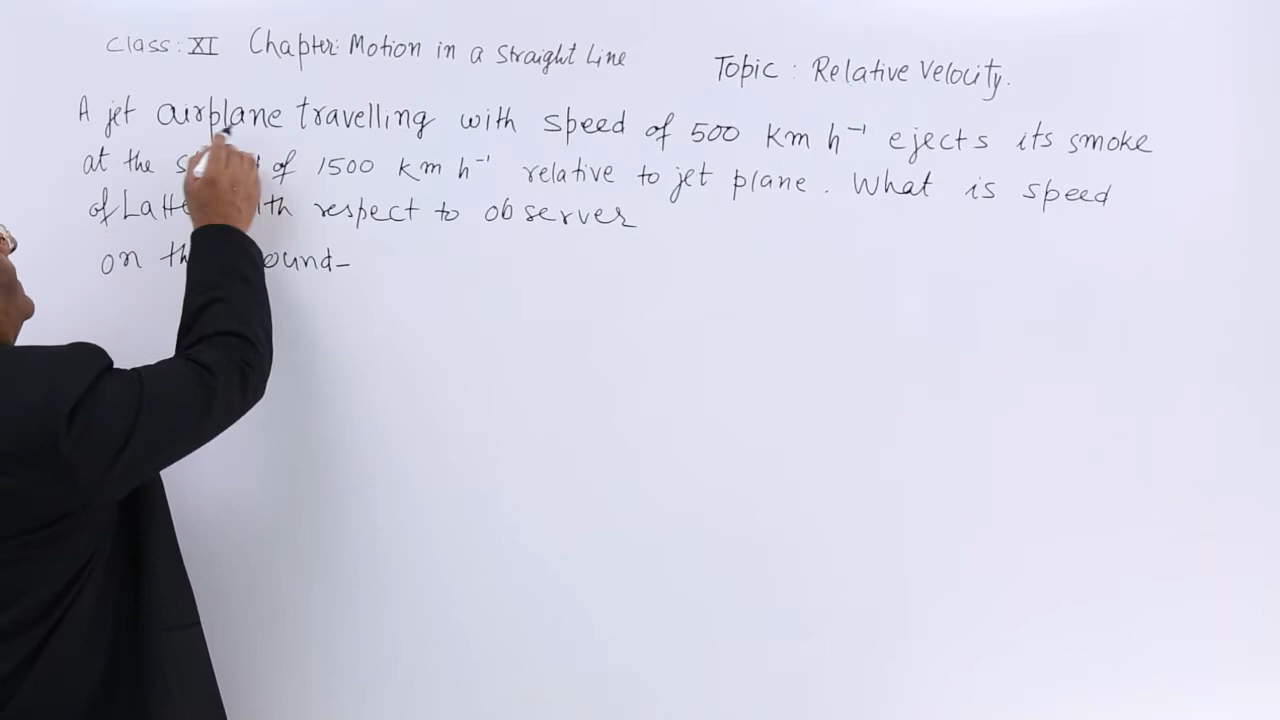 Class: XI Chapter: Motion in a Straight Line
Topic: Relative Velocity.
A jet airplane travelling with speed of 500 km h⁻¹ ejects its smoke
at the of 1500 km h⁻¹ relative to jet plane. What is speed
of respect to observer
on